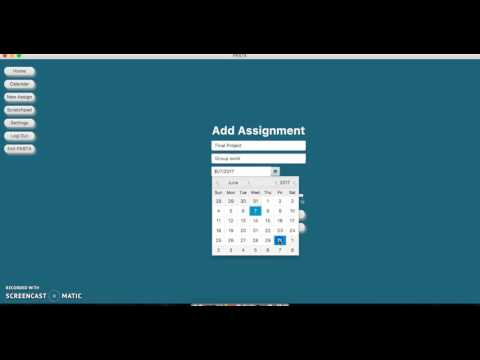 PASTA
Home
Calendar
New Assign
Scratchpad
Settings
Log Out
Exit PASTA
Add Assignment
Final Project
Group work
6/7/2017
< June > < 2017 >
Sun. Mon. Tue. Wed. Thu. Fri. Sat.
28 29 30 31 1 2 3
4 5 6 7 8 9 10
11 12 13 14 15 16 17
18 19 20 21 22 23 24
25 26 27 28 29 1
2 3 4 5 6 7 8
RECORDED WITH
SCREENCAST MATIC